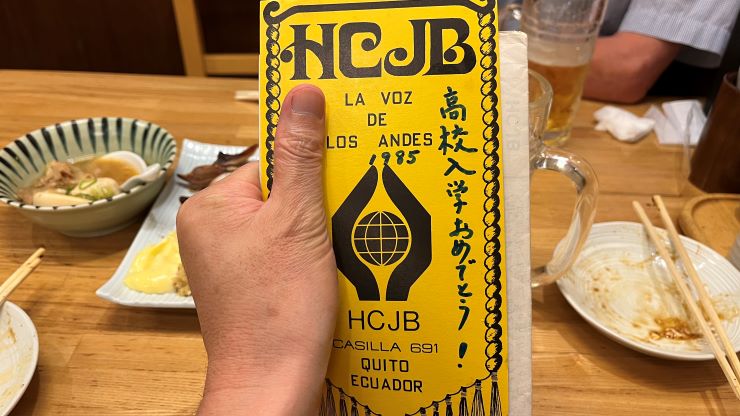 HCJB
LA VOZ
DE
LOS ANDES
1985
高校入学おめでとう!
HCJB
CASILLA 691
QUITO
ECUADOR